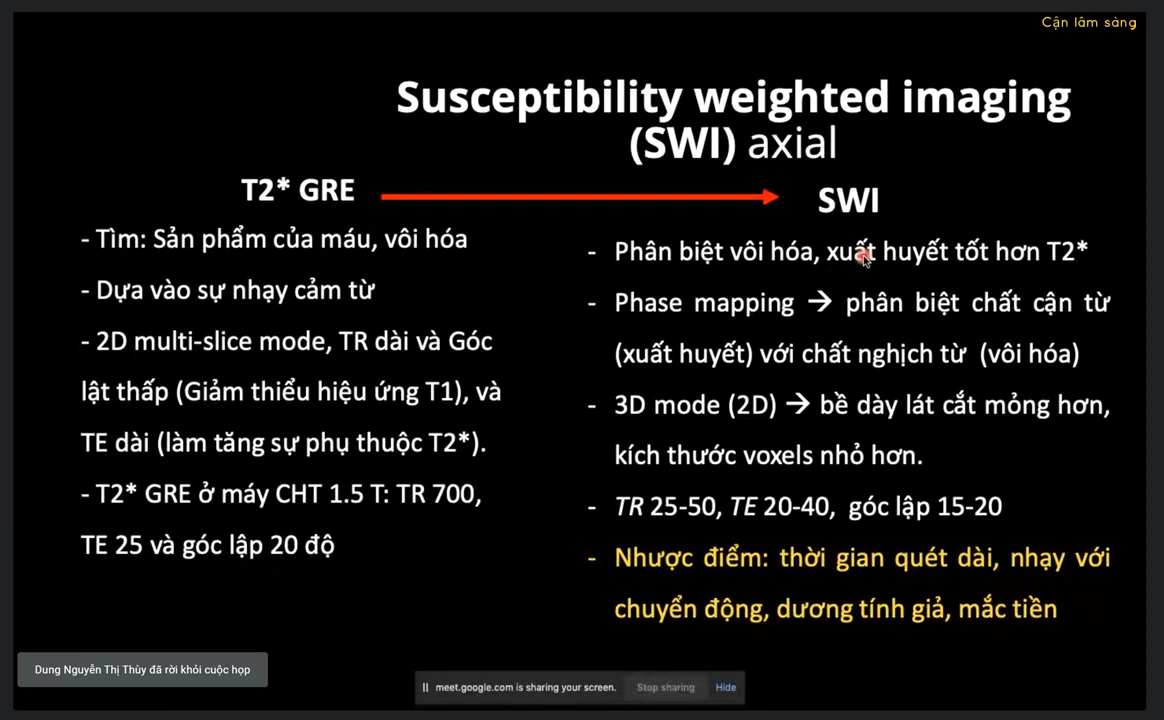 Cận lâm sàng
Susceptibility weighted imaging
(SWI) axial
T2* GRE
- Tìm: Sản phẩm của máu, vôi hóa
- Dựa vào sự nhạy cảm từ
- 2D multi-slice mode, TR dài và Góc
lật thấp (Giảm thiểu hiệu ứng T1), và
TE dài (làm tăng sự phụ thuộc T2*).
- T2* GRE ở máy CHT 1.5 T: TR 700,
TE 25 và góc lập 20 độ
SWI
- Phân biệt vôi hóa, xuất huyết tốt hơn T2*
- Phase mapping → phân biệt chất cận từ
(xuất huyết) với chất nghịch từ (vôi hóa)
- 3D mode (2D) → bề dày lát cắt mỏng hơn,
kích thước voxels nhỏ hơn.
- TR 25-50, TE 20-40, góc lập 15-20
- Nhược điểm: thời gian quét dài, nhạy với
chuyển động, dương tính giả, mắc tiền
Dung Nguyễn Thị Thùy đã rời khỏi cuộc họp
meet.google.com is sharing your screen. Stop sharing Hide